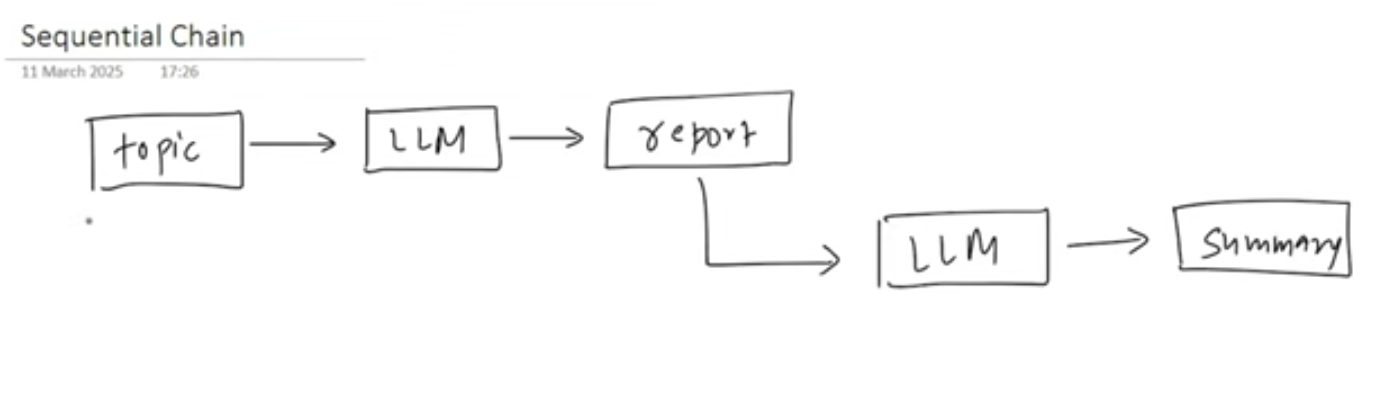 Sequential Chain
11 March 2025 17:26
topic
LLM
report
LLM
Summary